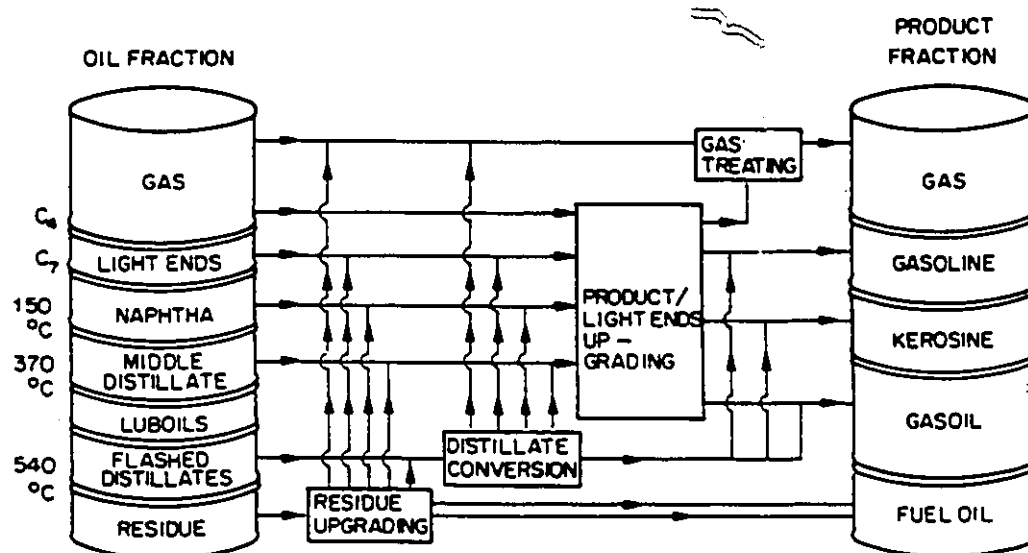 OIL FRACTION
GAS
C4
C7
LIGHT ENDS
150
°C
NAPHTHA
370
°C
MIDDLE
DISTILLATE
LUBOILS
540
°C
FLASHED
DISTILLATES
RESIDUE
RESIDUE
UPGRADING
DISTILLATE
CONVERSION
PRODUCT/
LIGHT ENDS
UP-
GRADING
GAS
TREATING
PRODUCT
FRACTION
GAS
GASOLINE
KEROSINE
GASOIL
FUEL OIL